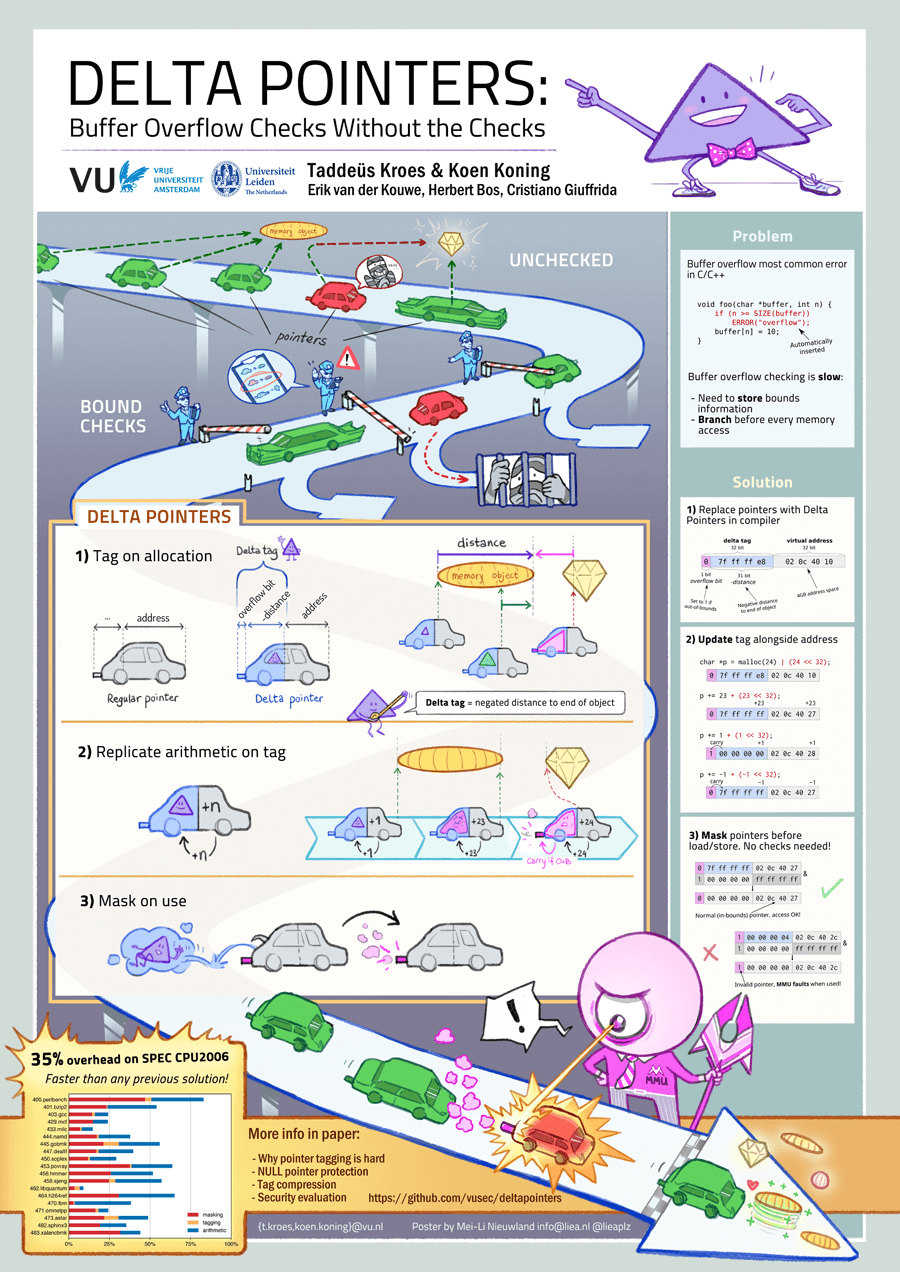 DELTA POINTERS:
Buffer Overflow Checks Without the Checks
VU
VRIJE
UNIVERSITEIT
AMSTERDAM
Universiteit
Leiden
The Netherlands
Taddeüs Kroes & Koen Koning
Erik van der Kouwe, Herbert Bos, Cristiano Giuffrida
memory object
UNCHECKED
pointers
BOUND
CHECKS
Problem
Buffer overflow most common error
in C/C++
void foo(char *buffer, int n) {
if (n >= SIZE(buffer))
ERROR("overflow");
buffer[n] = 10;
}
Automatically
inserted
Buffer overflow checking is slow:
- Need to store bounds
information
- Branch before every memory
access
DELTA POINTERS
1) Tag on allocation
Delta tag
overflow bit
-distance
address
... address
Regular pointer
Delta pointer
distance
memory object
Delta tag = negated distance to end of object
2) Replicate arithmetic on tag
+n
+n
+1
+1
+23
+23
+24
+24
carry if OoB
3) Mask on use
Solution
1) Replace pointers with Delta
Pointers in compiler
delta tag
32 bit
virtual address
32 bit
0 7f ff ff e8 02 0c 40 10
1 bit
overflow bit
31 bit
-distance
4GB address space
Set to 1 if
out-of-bounds
Negative distance
to end of object
2) Update tag alongside address
char *p = malloc(24) | (24 << 32);
0 7f ff ff e8 02 0c 40 10
p += 23 + (23 << 32);
+23 +23
0 7f ff ff ff 02 0c 40 27
p += 1 + (1 << 32);
carry +1 +1
1 00 00 00 00 02 0c 40 28
p += -1 + (-1 << 32);
carry -1 -1
0 7f ff ff ff 02 0c 40 27
3) Mask pointers before
load/store. No checks needed!
0 7f ff ff ff 02 0c 40 27
1 00 00 00 00 ff ff ff ff &
0 00 00 00 00 02 0c 40 27
Normal (in-bounds) pointer, access OK!
1 00 00 00 04 02 0c 40 2c
1 00 00 00 00 ff ff ff ff &
1 00 00 00 00 02 0c 40 2c
Invalid pointer, MMU faults when used!
!
MMU
35% overhead on SPEC CPU2006
Faster than any previous solution!
400.perlbench
401.bzip2
403.gcc
429.mcf
433.milc
444.namd
445.gobmk
447.dealII
450.soplex
453.povray
456.hmmer
458.sjeng
462.libquantum
464.h264ref
470.lbm
471.omnetpp
473.astar
482.sphinx3
483.xalancbmk
masking
tagging
arithmetic
0% 25% 50% 75% 100%
More info in paper:
- Why pointer tagging is hard
- NULL pointer protection
- Tag compression
- Security evaluation
https://github.com/vusec/deltapointers
{t.kroes,koen.koning}@vu.nl
Poster by Mei-Li Nieuwland info@liea.nl @lieaplz